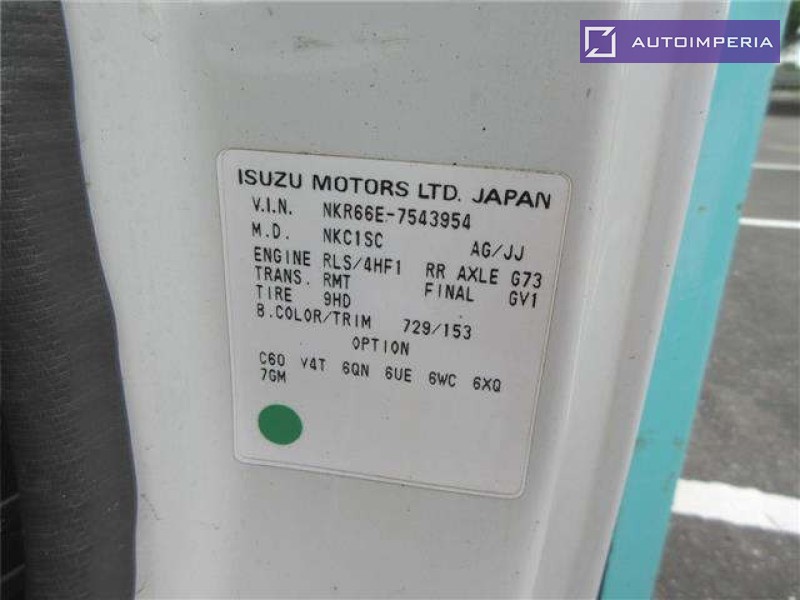 AUTOIMPERIA
ISUZU MOTORS LTD. JAPAN
V.I.N. NKR66E-7543954
M.D. NKC1SC AG/JJ
ENGINE RLS/4HF1 RR AXLE G73
TRANS. RMT FINAL GV1
TIRE 9HD
B.COLOR/TRIM 729/153
OPTION
C60 V4T 6QN 6UE 6WC 6XQ
7GM